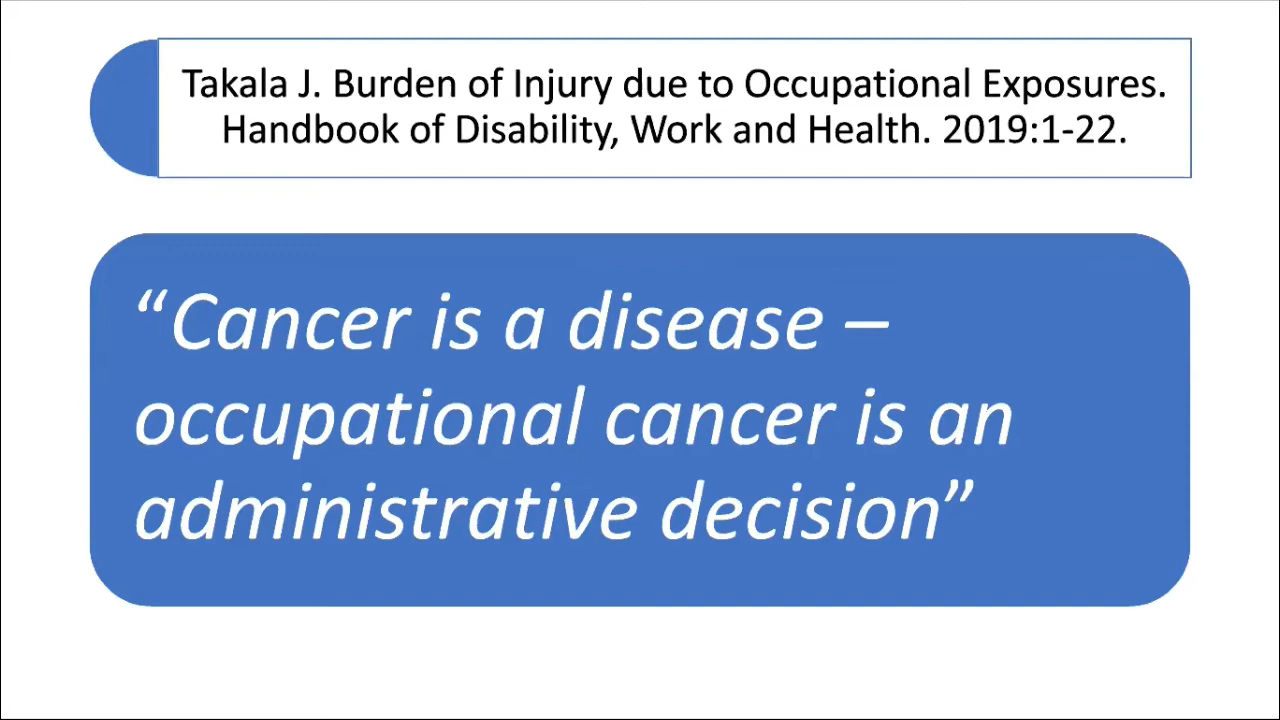 Takala J. Burden of Injury due to Occupational Exposures.
Handbook of Disability, Work and Health. 2019:1-22.
“Cancer is a disease –
occupational cancer is an
administrative decision”